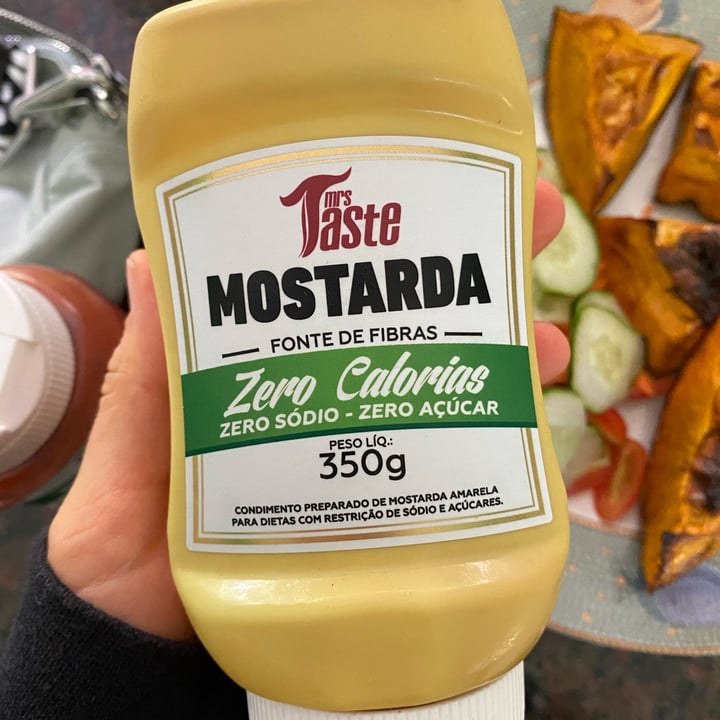 mrs
Taste
MOSTARDA
FONTE DE FIBRAS
Zero Calorias
ZERO SÓDIO - ZERO AÇÚCAR
PESO LÍQ.:
350g
CONDIMENTO PREPARADO DE MOSTARDA AMARELA
PARA DIETAS COM RESTRIÇÃO DE SÓDIO E AÇÚCARES.